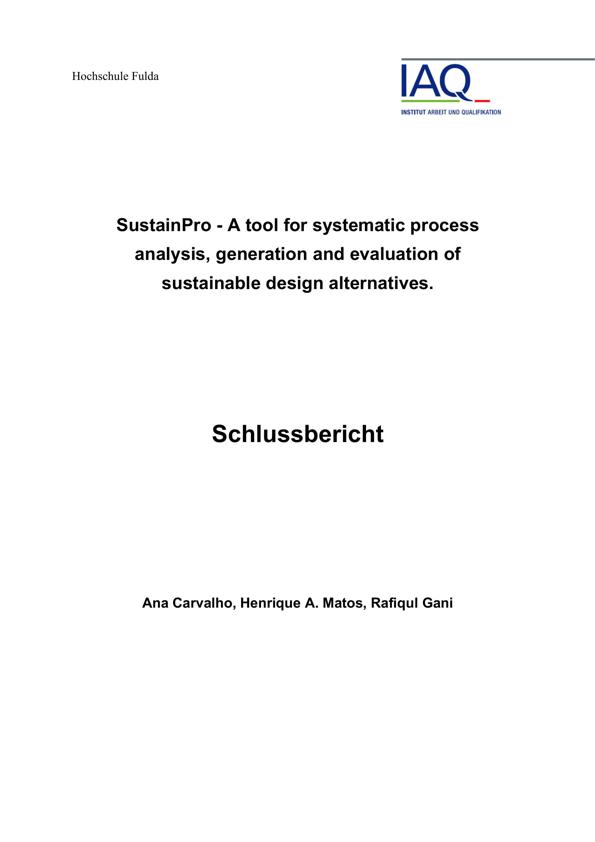 Hochschule Fulda
IAQ
INSTITUT ARBEIT UND QUALIFIKATION
SustainPro - A tool for systematic process
analysis, generation and evaluation of
sustainable design alternatives.
Schlussbericht
Ana Carvalho, Henrique A. Matos, Rafiqul Gani